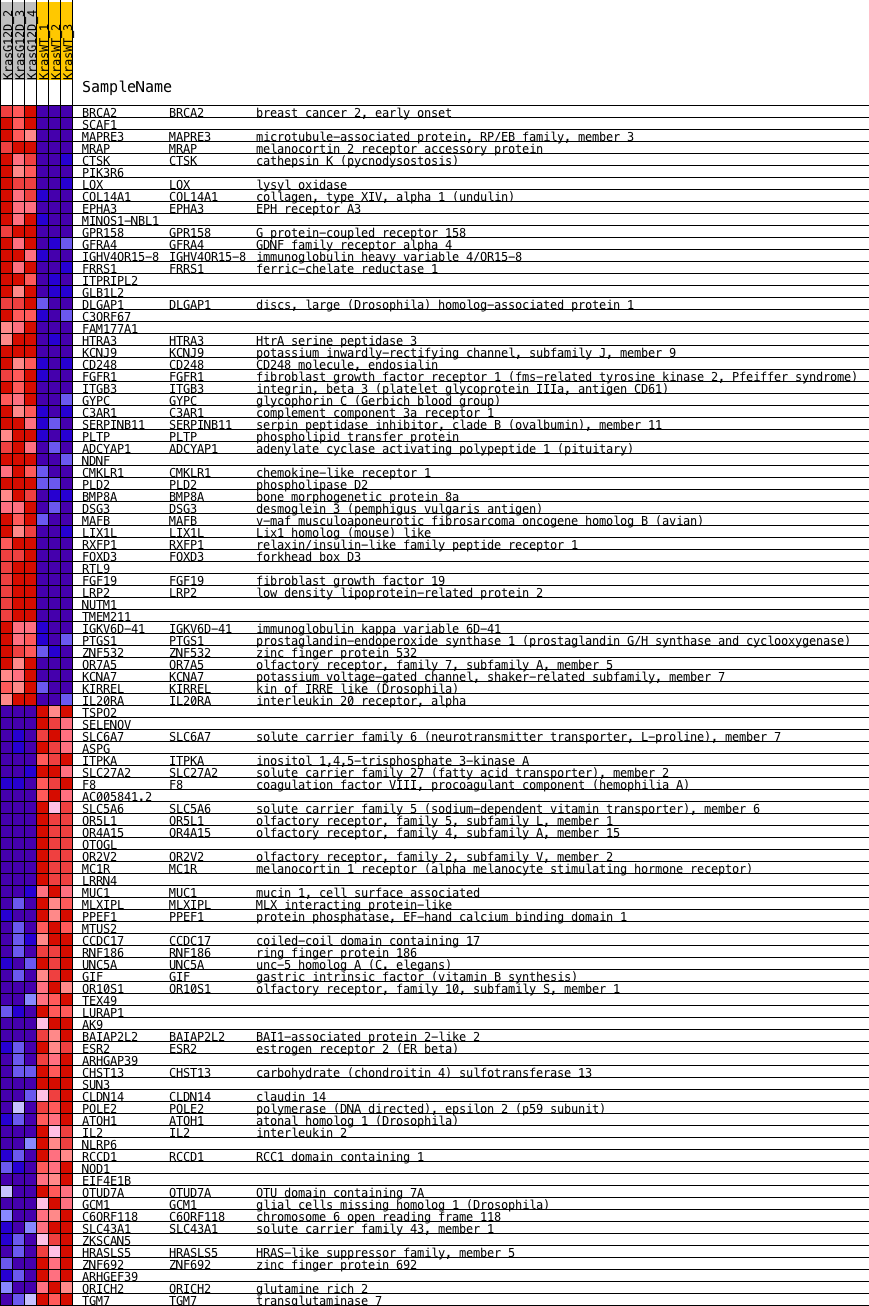 KrasG12D_2
KrasG12D_3
KrasG12D_4
KrasWT_1
KrasWT_2
KrasWT_3
SampleName
BRCA2 BRCA2 breast cancer 2, early onset
SCAF1
MAPRE3 MAPRE3 microtubule-associated protein, RP/EB family, member 3
MRAP MRAP melanocortin 2 receptor accessory protein
CTSK CTSK cathepsin K (pycnodysostosis)
PIK3R6
LOX LOX lysyl oxidase
COL14A1 COL14A1 collagen, type XIV, alpha 1 (undulin)
EPHA3 EPHA3 EPH receptor A3
MINOS1-NBL1
GPR158 GPR158 G protein-coupled receptor 158
GFRA4 GFRA4 GDNF family receptor alpha 4
IGHV4OR15-8 IGHV4OR15-8 immunoglobulin heavy variable 4/OR15-8
FRRS1 FRRS1 ferric-chelate reductase 1
ITPRIPL2
GLB1L2
DLGAP1 DLGAP1 discs, large (Drosophila) homolog-associated protein 1
C3ORF67
FAM177A1
HTRA3 HTRA3 HtrA serine peptidase 3
KCNJ9 KCNJ9 potassium inwardly-rectifying channel, subfamily J, member 9
CD248 CD248 CD248 molecule, endosialin
FGFR1 FGFR1 fibroblast growth factor receptor 1 (fms-related tyrosine kinase 2, Pfeiffer syndrome)
ITGB3 ITGB3 integrin, beta 3 (platelet glycoprotein IIIa, antigen CD61)
GYPC GYPC glycophorin C (Gerbich blood group)
C3AR1 C3AR1 complement component 3a receptor 1
SERPINB11 SERPINB11 serpin peptidase inhibitor, clade B (ovalbumin), member 11
PLTP PLTP phospholipid transfer protein
ADCYAP1 ADCYAP1 adenylate cyclase activating polypeptide 1 (pituitary)
NDNF
CMKLR1 CMKLR1 chemokine-like receptor 1
PLD2 PLD2 phospholipase D2
BMP8A BMP8A bone morphogenetic protein 8a
DSG3 DSG3 desmoglein 3 (pemphigus vulgaris antigen)
MAFB MAFB v-maf musculoaponeurotic fibrosarcoma oncogene homolog B (avian)
LIX1L LIX1L Lix1 homolog (mouse) like
RXFP1 RXFP1 relaxin/insulin-like family peptide receptor 1
FOXD3 FOXD3 forkhead box D3
RTL9
FGF19 FGF19 fibroblast growth factor 19
LRP2 LRP2 low density lipoprotein-related protein 2
NUTM1
TMEM211
IGKV6D-41 IGKV6D-41 immunoglobulin kappa variable 6D-41
PTGS1 PTGS1 prostaglandin-endoperoxide synthase 1 (prostaglandin G/H synthase and cyclooxygenase)
ZNF532 ZNF532 zinc finger protein 532
OR7A5 OR7A5 olfactory receptor, family 7, subfamily A, member 5
KCNA7 KCNA7 potassium voltage-gated channel, shaker-related subfamily, member 7
KIRREL KIRREL kin of IRRE like (Drosophila)
IL20RA IL20RA interleukin 20 receptor, alpha
TSPO2
SELENOV
SLC6A7 SLC6A7 solute carrier family 6 (neurotransmitter transporter, L-proline), member 7
ASPG
ITPKA ITPKA inositol 1,4,5-trisphosphate 3-kinase A
SLC27A2 SLC27A2 solute carrier family 27 (fatty acid transporter), member 2
F8 F8 coagulation factor VIII, procoagulant component (hemophilia A)
AC005841.2
SLC5A6 SLC5A6 solute carrier family 5 (sodium-dependent vitamin transporter), member 6
OR5L1 OR5L1 olfactory receptor, family 5, subfamily L, member 1
OR4A15 OR4A15 olfactory receptor, family 4, subfamily A, member 15
OTOGL
OR2V2 OR2V2 olfactory receptor, family 2, subfamily V, member 2
MC1R MC1R melanocortin 1 receptor (alpha melanocyte stimulating hormone receptor)
LRRN4
MUC1 MUC1 mucin 1, cell surface associated
MLXIPL MLXIPL MLX interacting protein-like
PPEF1 PPEF1 protein phosphatase, EF-hand calcium binding domain 1
MTUS2
CCDC17 CCDC17 coiled-coil domain containing 17
RNF186 RNF186 ring finger protein 186
UNC5A UNC5A unc-5 homolog A (C. elegans)
GIF GIF gastric intrinsic factor (vitamin B synthesis)
OR10S1 OR10S1 olfactory receptor, family 10, subfamily S, member 1
TEX49
LURAP1
AK9
BAIAP2L2 BAIAP2L2 BAI1-associated protein 2-like 2
ESR2 ESR2 estrogen receptor 2 (ER beta)
ARHGAP39
CHST13 CHST13 carbohydrate (chondroitin 4) sulfotransferase 13
SUN3
CLDN14 CLDN14 claudin 14
POLE2 POLE2 polymerase (DNA directed), epsilon 2 (p59 subunit)
ATOH1 ATOH1 atonal homolog 1 (Drosophila)
IL2 IL2 interleukin 2
NLRP6
RCCD1 RCCD1 RCC1 domain containing 1
NOD1
EIF4E1B
OTUD7A OTUD7A OTU domain containing 7A
GCM1 GCM1 glial cells missing homolog 1 (Drosophila)
C6ORF118 C6ORF118 chromosome 6 open reading frame 118
SLC43A1 SLC43A1 solute carrier family 43, member 1
ZKSCAN5
HRASLS5 HRASLS5 HRAS-like suppressor family, member 5
ZNF692 ZNF692 zinc finger protein 692
ARHGEF39
QRICH2 QRICH2 glutamine rich 2
TGM7 TGM7 transglutaminase 7